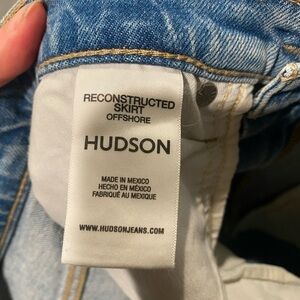 RECONSTRUCTED
SKIRT
OFFSHORE
HUDSON
MADE IN MEXICO
HECHO EN MÉXICO
FABRIQUÉ AU MEXIQUE
WWW.HUDSONJEANS.COM